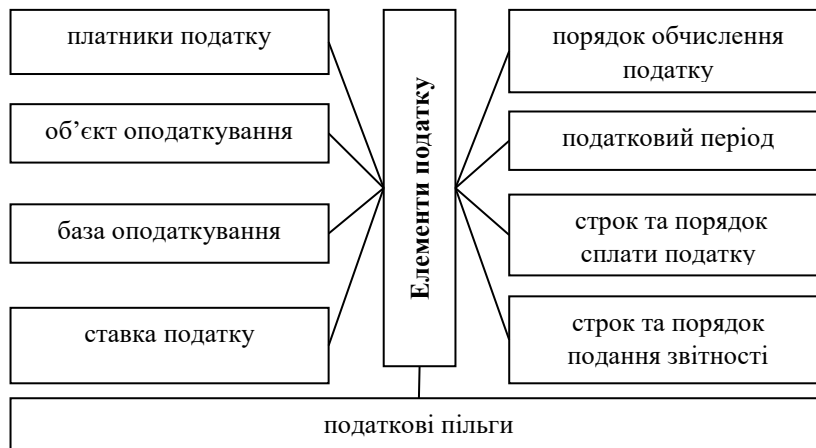 платники податку
об’єкт оподаткування
база оподаткування
ставка податку
Елементи податку
порядок обчислення
податку
податковий період
строк та порядок
сплати податку
строк та порядок
подання звітності
податкові пільги